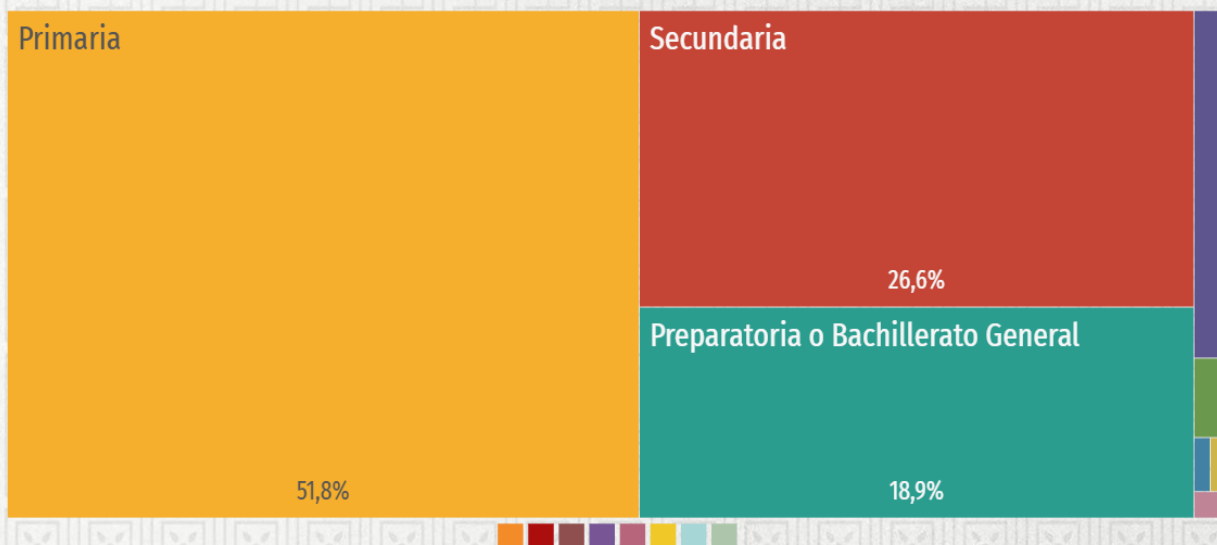 Primaria
51,8%
Secundaria
26,6%
Preparatoria o Bachillerato General
18,9%